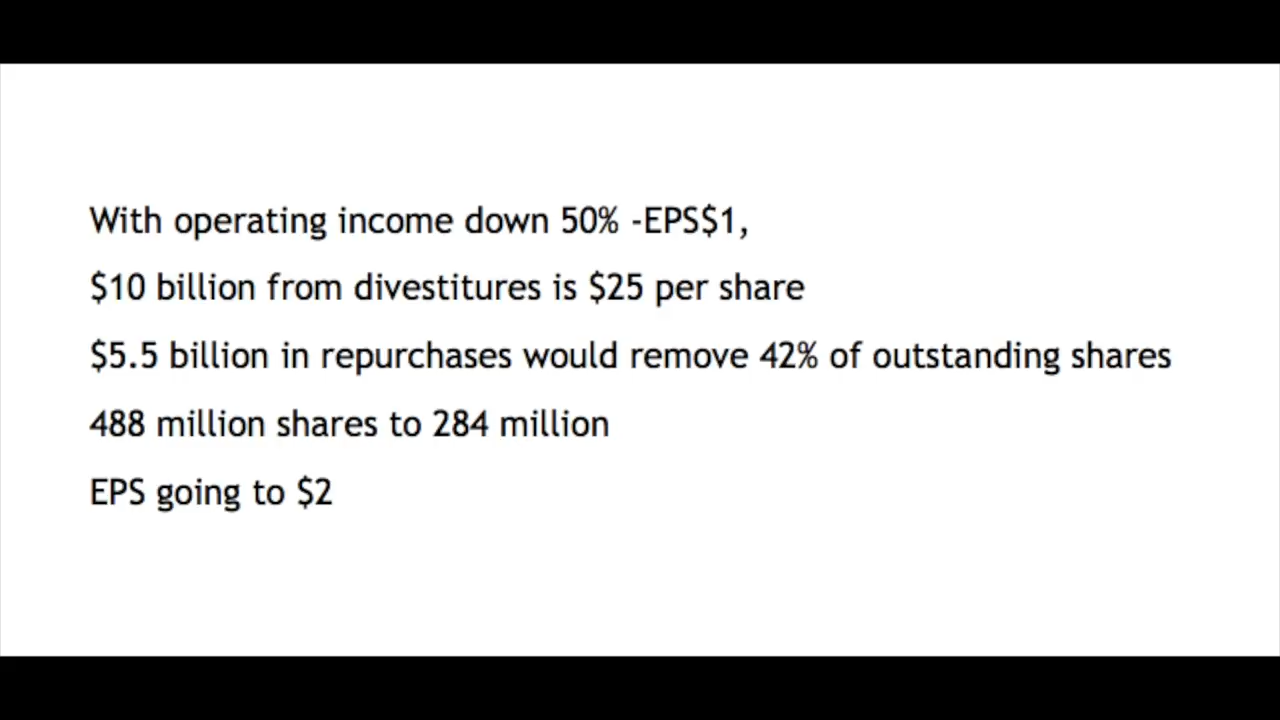 With operating income down 50% -EPS$1,
$10 billion from divestitures is $25 per share
$5.5 billion in repurchases would remove 42% of outstanding shares
488 million shares to 284 million
EPS going to $2